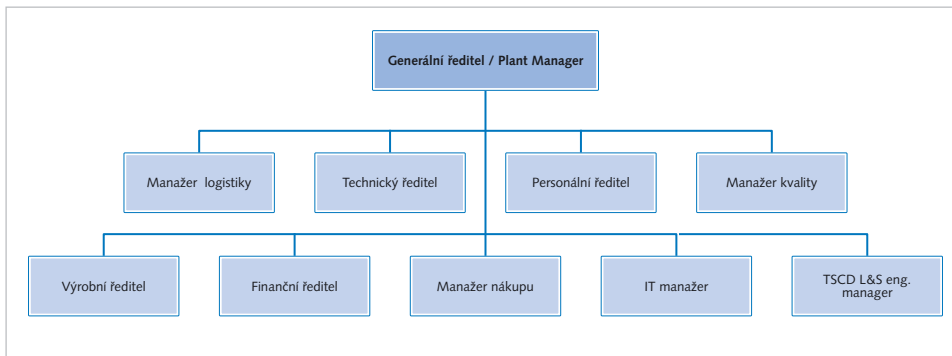 Generální ředitel / Plant Manager
Manažer logistiky
Technický ředitel
Personální ředitel
Manažer kvality
Výrobní ředitel
Finanční ředitel
Manažer nákupu
IT manažer
TSCD L&S eng.
manager